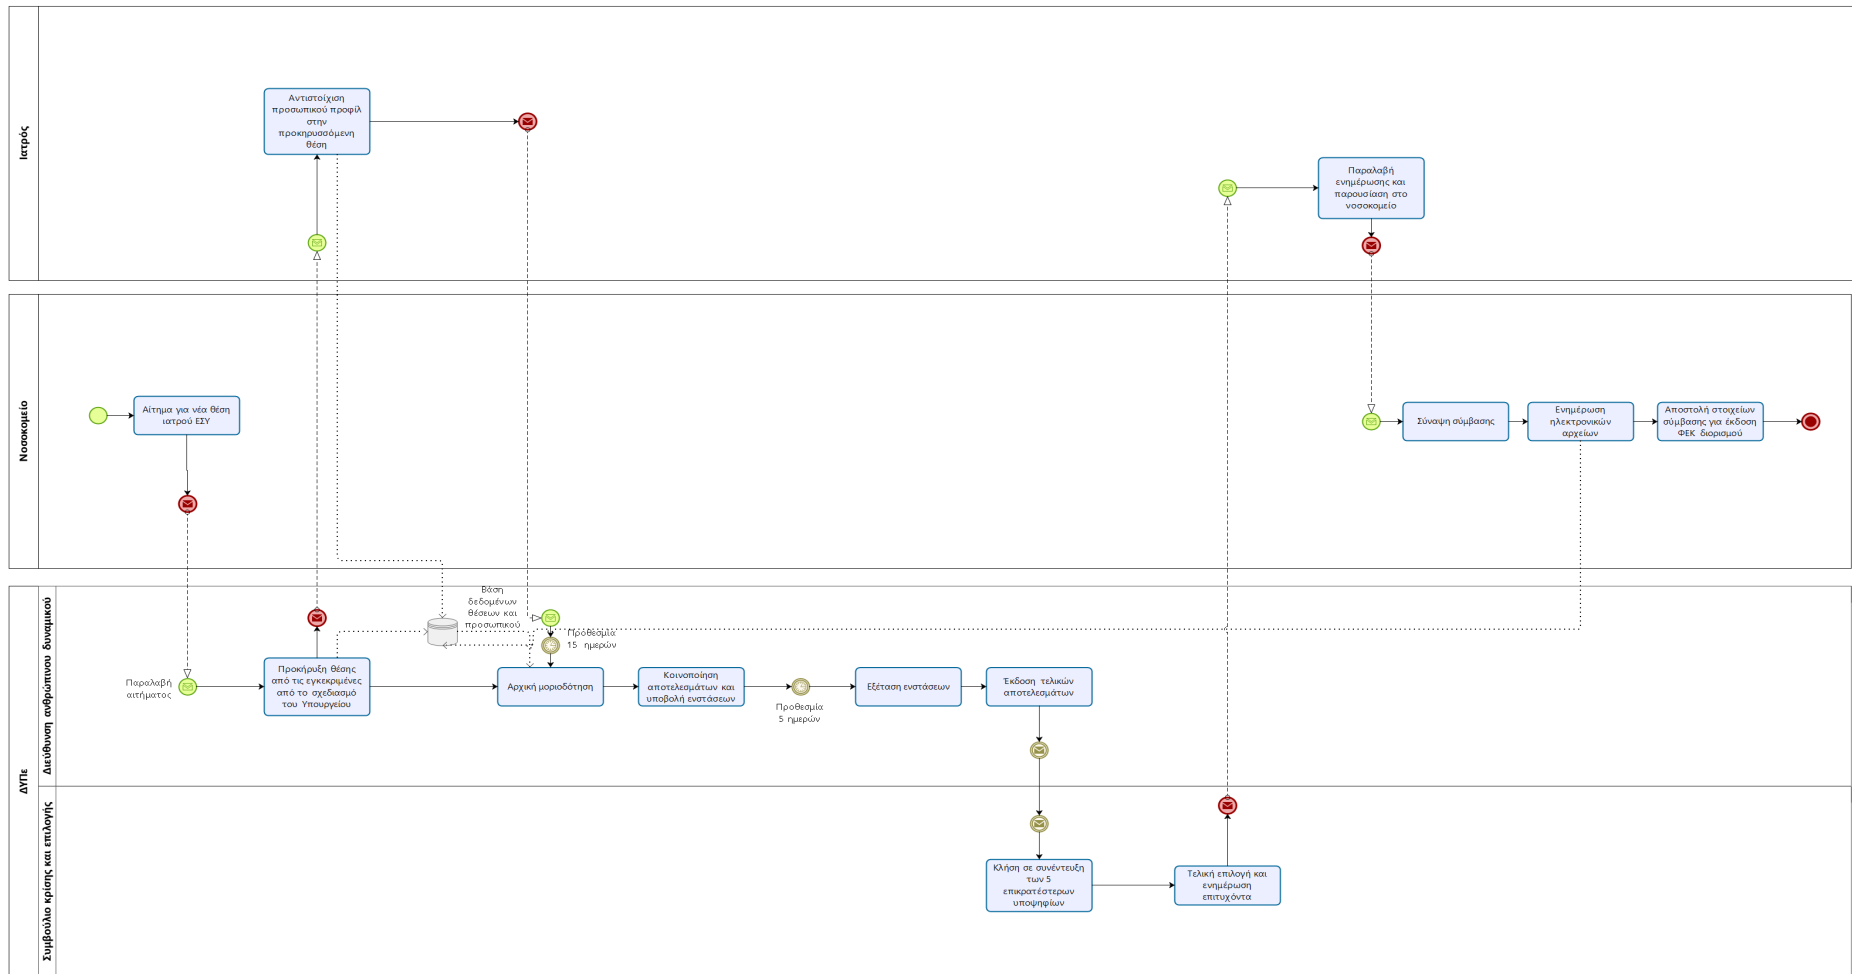 Ιατρός
Αντιστοίχιση
προσωπικού προφίλ
στην
προκηρυσσόμενη
θέση
Παραλαβή
ενημέρωσης και
παρουσίαση στο
νοσοκομείο
Νοσοκομείο
Αίτημα για νέα θέση
ιατρού ΕΣΥ
Σύναψη σύμβασης
Ενημέρωση
ηλεκτρονικών
αρχείων
Αποστολή στοιχείων
σύμβασης για έκδοση
ΦΕΚ διορισμού
ΔΥΠε
Διεύθυνση ανθρώπινου δυναμικού
Παραλαβή
αιτήματος
Προκήρυξη θέσης
από τις εγκεκριμένες
από το σχεδιασμό
του Υπουργείου
Βάση
δεδομένων
θέσεων και
προσωπικού
Προθεσμία
15 ημερών
Αρχική μοριοδότηση
Κοινοποίηση
αποτελεσμάτων και
υποβολή ενστάσεων
Προθεσμία
5 ημερών
Εξέταση ενστάσεων
Έκδοση τελικών
αποτελεσμάτων
Συμβούλιο κρίσης και επιλογής
Κλήση σε συνέντευξη
των 5
επικρατέστερων
υποψηφίων
Τελική επιλογή και
ενημέρωση
επιτυχόντα